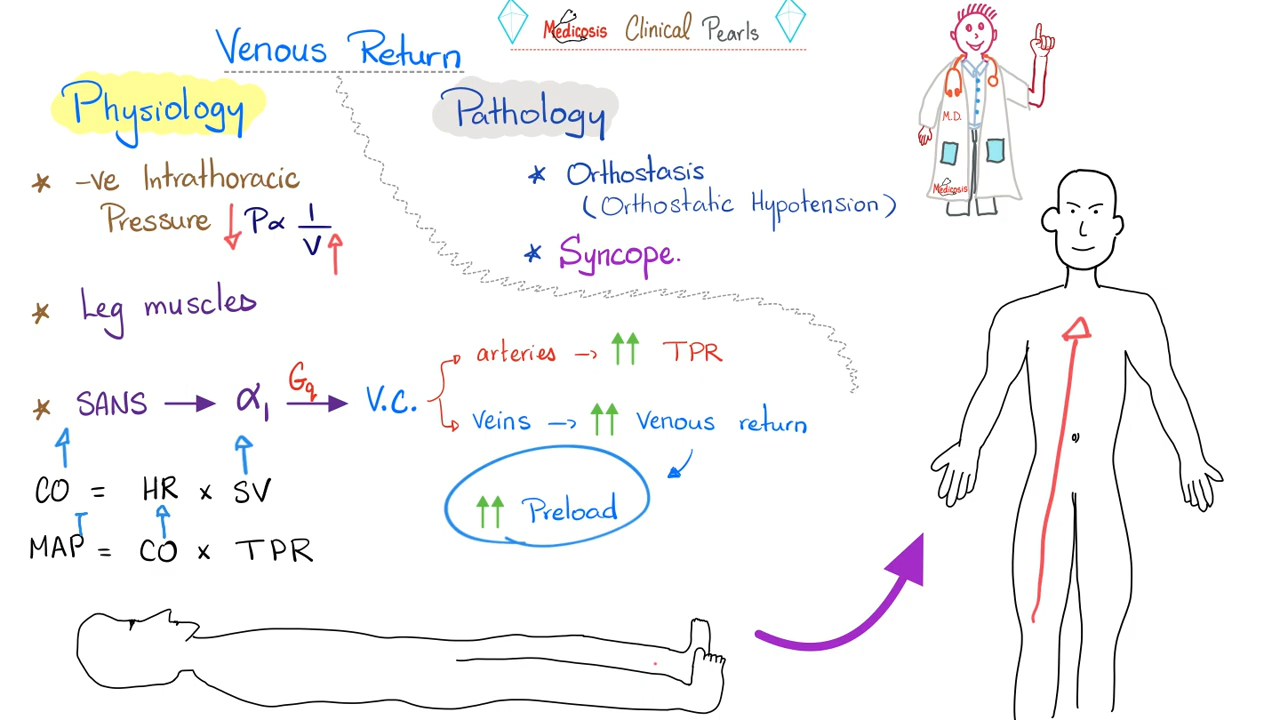 Medicosis Clinical Pearls
Venous Return
Physiology
* -ve Intrathoracic
Pressure ↓ P ∝ 1/V ↑
* Leg muscles
* SANS → α₁ Gq → V.C.
arteries → ↑↑ TPR
Veins → ↑↑ Venous return
↑↑ Preload
CO = HR x SV
MAP = CO x TPR
Pathology
* Orthostasis
(Orthostatic Hypotension)
* Syncope.
M.D.
Medicosis